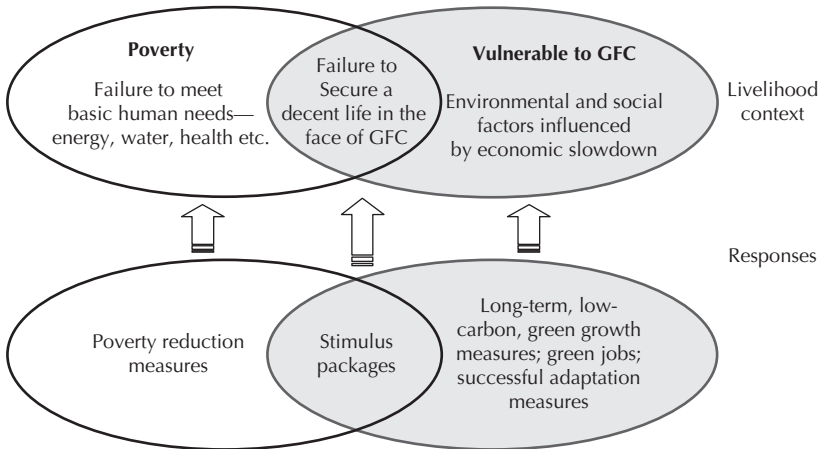 Poverty
Failure to meet
basic human needs—
energy, water, health etc.
Failure to
Secure a
decent life in the
face of GFC
Vulnerable to GFC
Environmental and social
factors influenced
by economic slowdown
Livelihood
context
Responses
Poverty reduction
measures
Stimulus
packages
Long-term, low-
carbon, green growth
measures; green jobs;
successful adaptation
measures